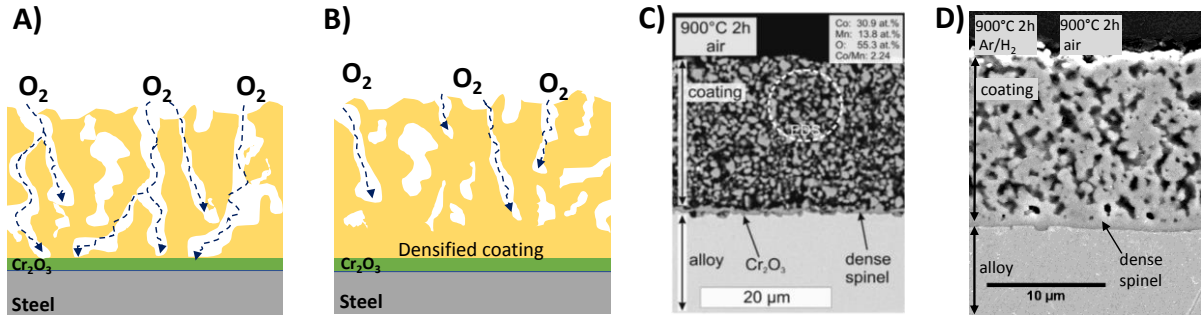 A)
O₂ O₂ O₂
Cr₂O₃
Steel
B)
O₂ O₂ O₂
Densified coating
Cr₂O₃
Steel
C)
900°C 2h
air
Co: 30.9 at.%
Mn: 13.8 at.%
O: 55.3 at.%
Co/Mn: 2.24
coating
EDS
alloy
Cr₂O₃
dense
spinel
20 µm
D)
900°C 2h
Ar/H₂
900°C 2h
air
coating
alloy
dense
spinel
10 µm